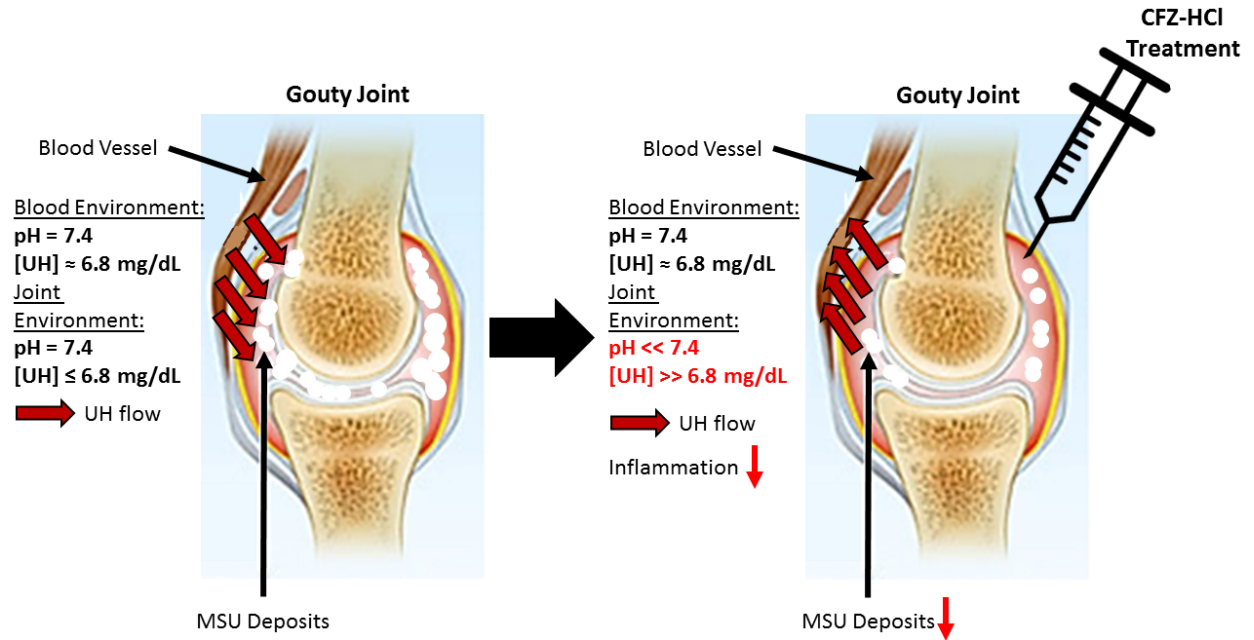 Gouty Joint
Blood Vessel
Blood Environment:
pH = 7.4
[UH] ≈ 6.8 mg/dL
Joint
Environment:
pH = 7.4
[UH] ≤ 6.8 mg/dL
UH flow
MSU Deposits
CFZ-HCl
Treatment
Gouty Joint
Blood Vessel
Blood Environment:
pH = 7.4
[UH] ≈ 6.8 mg/dL
Joint
Environment:
pH << 7.4
[UH] >> 6.8 mg/dL
UH flow
Inflammation
MSU Deposits